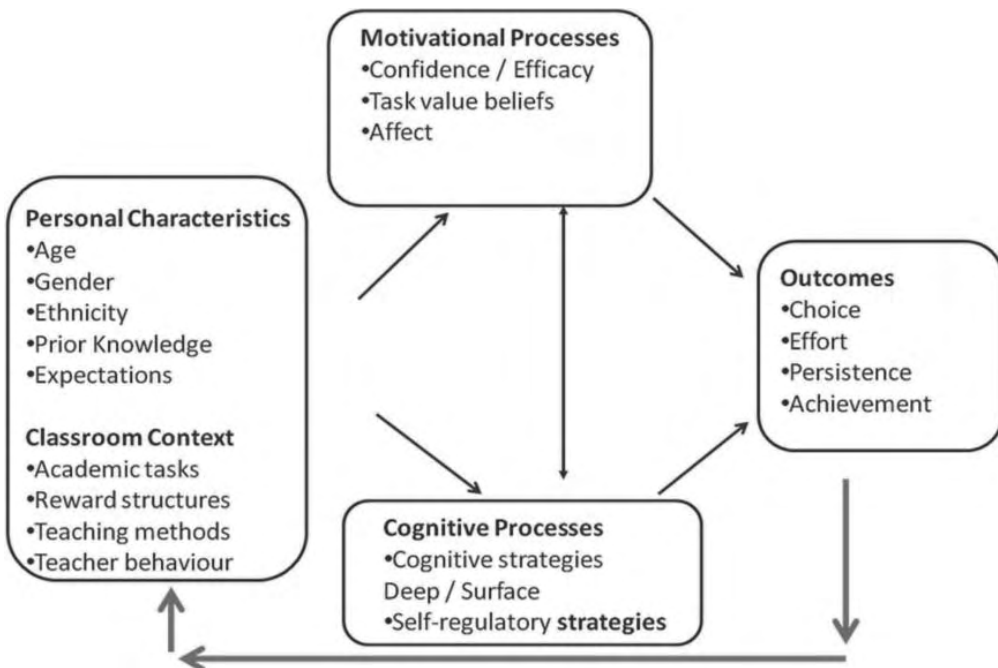 Motivational Processes
•Confidence / Efficacy
•Task value beliefs
•Affect
Personal Characteristics
•Age
•Gender
•Ethnicity
•Prior Knowledge
•Expectations
Classroom Context
•Academic tasks
•Reward structures
•Teaching methods
•Teacher behaviour
Cognitive Processes
•Cognitive strategies
Deep / Surface
•Self-regulatory strategies
Outcomes
•Choice
•Effort
•Persistence
•Achievement